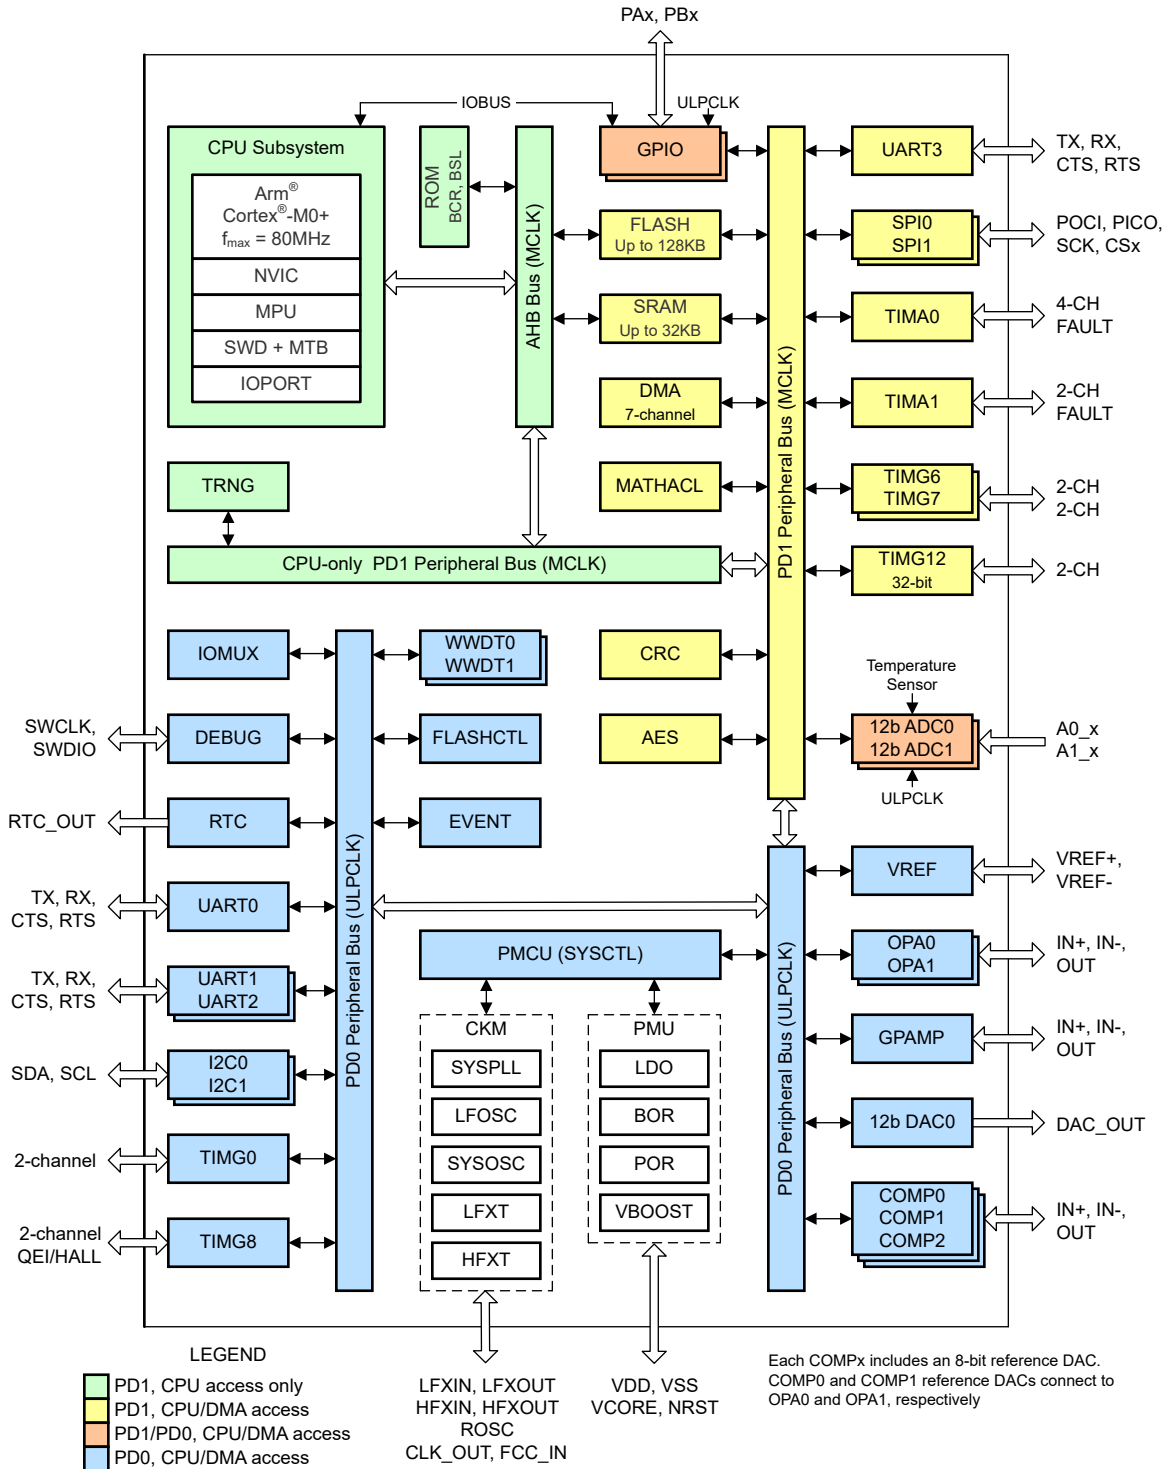 PAx, PBx
IOBUS
ULPCLK
CPU Subsystem
Arm®
Cortex®-M0+
fmax = 80MHz
NVIC
MPU
SWD + MTB
IOPORT
ROM
BCR, BSL
AHB Bus (MCLK)
GPIO
FLASH
Up to 128KB
SRAM
Up to 32KB
DMA
7-channel
MATHACL
PD1 Peripheral Bus (MCLK)
UART3
TX, RX,
CTS, RTS
SPI0
SPI1
POCI, PICO,
SCK, CSx
TIMA0
4-CH
FAULT
TIMA1
2-CH
FAULT
TIMG6
TIMG7
2-CH
2-CH
TIMG12
32-bit
2-CH
TRNG
CPU-only PD1 Peripheral Bus (MCLK)
CRC
AES
Temperature
Sensor
12b ADC0
12b ADC1
A0_x
A1_x
ULPCLK
IOMUX
SWCLK,
SWDIO
DEBUG
RTC_OUT
RTC
TX, RX,
CTS, RTS
UART0
TX, RX,
CTS, RTS
UART1
UART2
SDA, SCL
I2C0
I2C1
2-channel
TIMG0
2-channel
QEI/HALL
TIMG8
PD0 Peripheral Bus (ULPCLK)
WWDT0
WWDT1
FLASHCTL
EVENT
PMCU (SYSCTL)
CKM
SYSPLL
LFOSC
SYSOSC
LFXT
HFXT
PMU
LDO
BOR
POR
VBOOST
PD0 Peripheral Bus (ULPCLK)
VREF
VREF+,
VREF-
OPA0
OPA1
IN+, IN-,
OUT
GPAMP
IN+, IN-,
OUT
12b DAC0
DAC_OUT
COMP0
COMP1
COMP2
IN+, IN-,
OUT
LEGEND
PD1, CPU access only
PD1, CPU/DMA access
PD1/PD0, CPU/DMA access
PD0, CPU/DMA access
LFXIN, LFXOUT
HFXIN, HFXOUT
ROSC
CLK_OUT, FCC_IN
VDD, VSS
VCORE, NRST
Each COMPx includes an 8-bit reference DAC.
COMP0 and COMP1 reference DACs connect to
OPA0 and OPA1, respectively